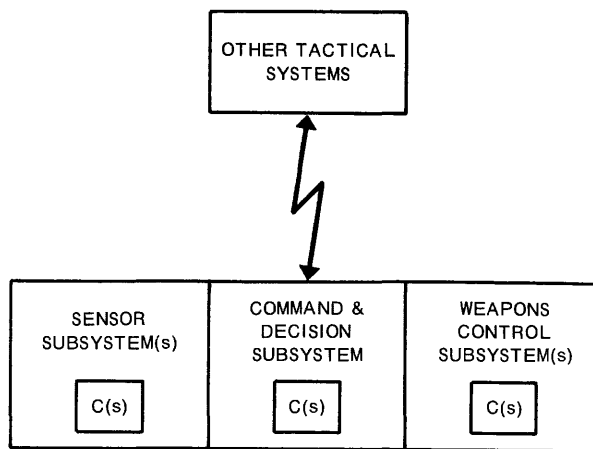 OTHER TACTICAL
SYSTEMS
SENSOR
SUBSYSTEM(s)
C(s)
COMMAND &
DECISION
SUBSYSTEM
C(s)
WEAPONS
CONTROL
SUBSYSTEM(s)
C(s)